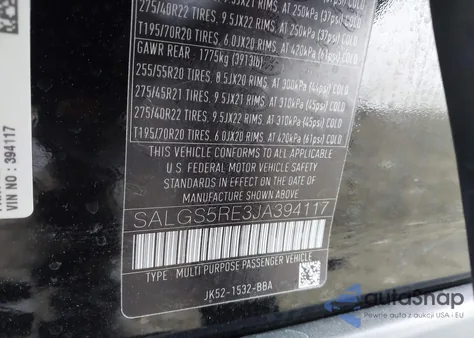 275/40R22 TIRES, 9.5JX22 RIMS, AT 250kPa (37psi) COLD
T195/70R20 TIRES, 6.0JX20 RIMS, AT 420kPa (61psi) COLD
GAWR REAR : 1775kg (3913lb)
255/55R20 TIRES, 8.5JX20 RIMS, AT 300kPa (44psi) COLD
275/45R21 TIRES, 9.5JX21 RIMS, AT 310kPa (45psi) COLD
275/40R22 TIRES, 9.5JX22 RIMS, AT 310kPa (45psi) COLD
T195/70R20 TIRES, 6.0JX20 RIMS, AT 420kPa (61psi) COLD
THIS VEHICLE CONFORMS TO ALL APPLICABLE
U.S. FEDERAL MOTOR VEHICLE SAFETY
STANDARDS IN EFFECT ON THE DATE OF
MANUFACTURE SHOWN ABOVE.
SALGS5RE3JA394117
TYPE : MULTI PURPOSE PASSENGER VEHICLE
JK52-1532-BBA
VIN NO : 394117
autoSnap
Pewne auta z aukcji USA i EU